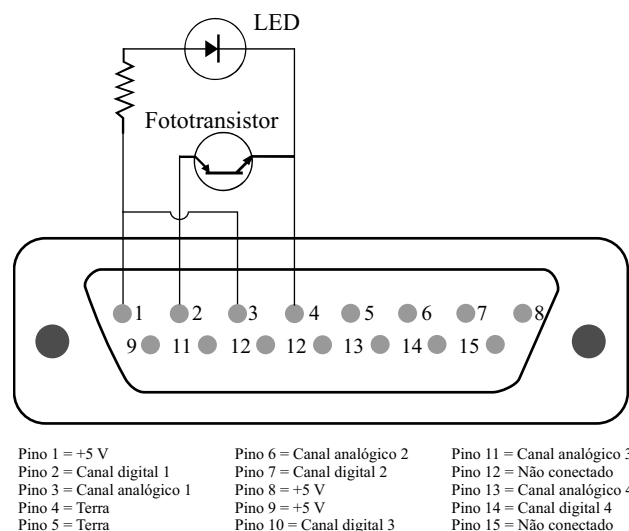 LED
Fototransistor
1 2 3 4 5 6 7 8
9 11 12 12 13 14 15
Pino 1 = +5 V
Pino 2 = Canal digital 1
Pino 3 = Canal analógico 1
Pino 4 = Terra
Pino 5 = Terra
Pino 6 = Canal analógico 2
Pino 7 = Canal digital 2
Pino 8 = +5 V
Pino 9 = +5 V
Pino 10 = Canal digital 3
Pino 11 = Canal analógico 3
Pino 12 = Não conectado
Pino 13 = Canal analógico 4
Pino 14 = Canal digital 4
Pino 15 = Não conectado